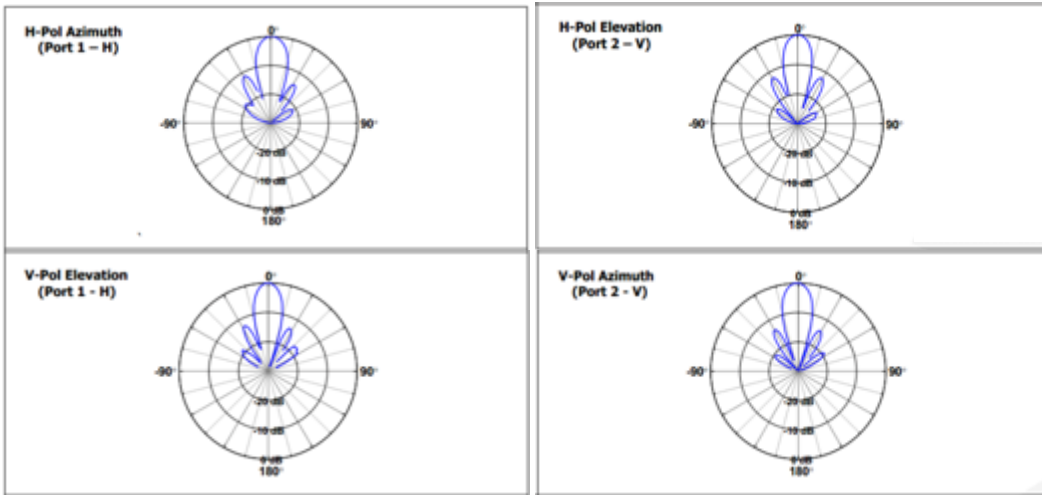 H-Pol Azimuth
(Port 1 – H)
0°
-90°
90°
-20 dB
-10 dB
0 dB
180°
H-Pol Elevation
(Port 2 – V)
0°
-90°
90°
-20 dB
-10 dB
0 dB
180°
V-Pol Elevation
(Port 1 - H)
0°
-90°
90°
-20 dB
-10 dB
0 dB
180°
V-Pol Azimuth
(Port 2 - V)
0°
-90°
90°
-20 dB
-10 dB
0 dB
180°